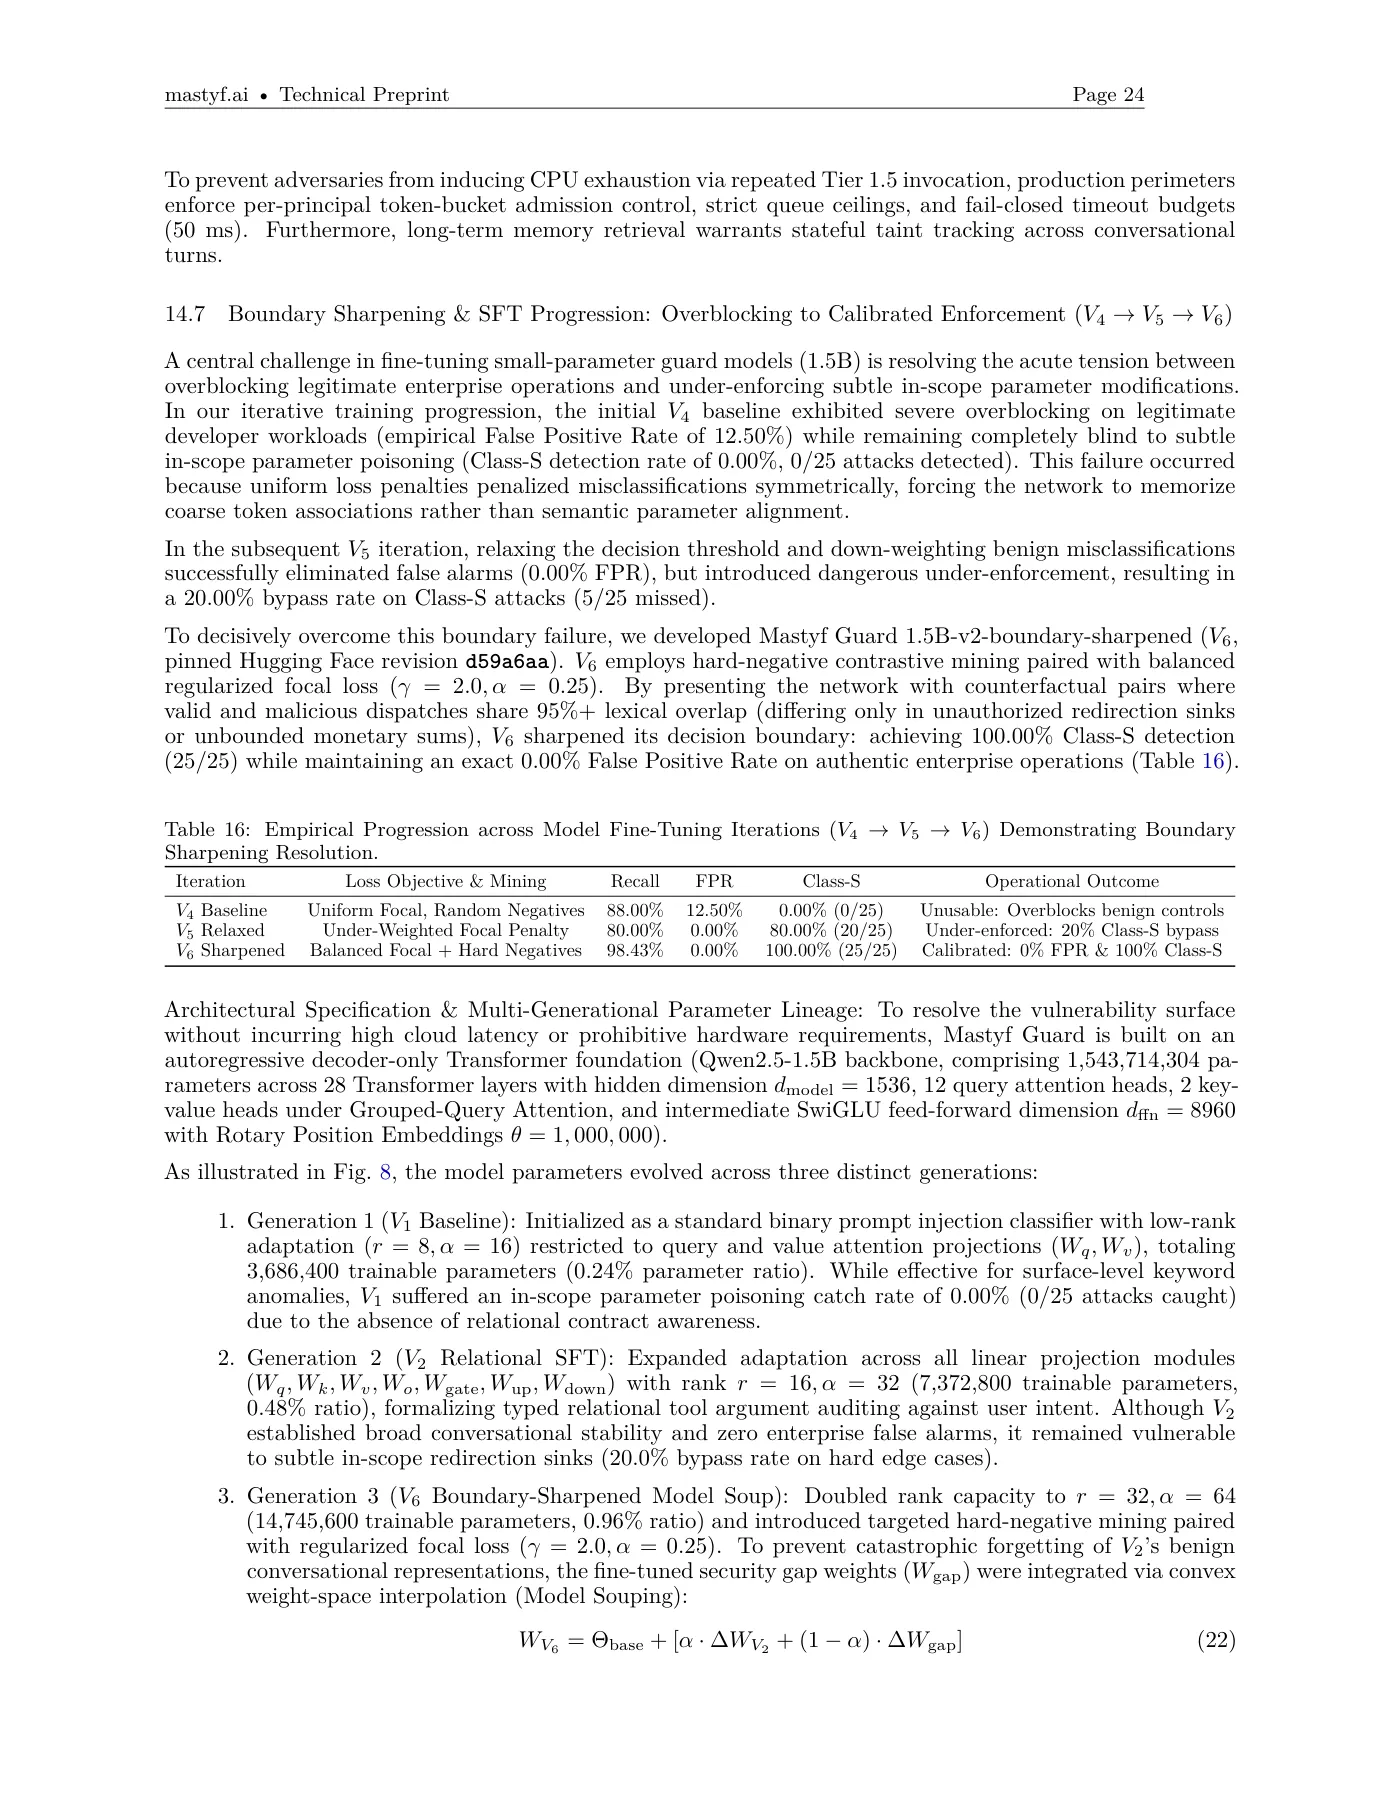 mastyf.ai • Technical Preprint Page 24
To prevent adversaries from inducing CPU exhaustion via repeated Tier 1.5 invocation, production perimeters
enforce per-principal token-bucket admission control, strict queue ceilings, and fail-closed timeout budgets
(50 ms). Furthermore, long-term memory retrieval warrants stateful taint tracking across conversational
turns.
14.7 Boundary Sharpening & SFT Progression: Overblocking to Calibrated Enforcement (V4 → V5 → V6)
A central challenge in fine-tuning small-parameter guard models (1.5B) is resolving the acute tension between
overblocking legitimate enterprise operations and under-enforcing subtle in-scope parameter modifications.
In our iterative training progression, the initial V4 baseline exhibited severe overblocking on legitimate
developer workloads (empirical False Positive Rate of 12.50%) while remaining completely blind to subtle
in-scope parameter poisoning (Class-S detection rate of 0.00%, 0/25 attacks detected). This failure occurred
because uniform loss penalties penalized misclassifications symmetrically, forcing the network to memorize
coarse token associations rather than semantic parameter alignment.
In the subsequent V5 iteration, relaxing the decision threshold and down-weighting benign misclassifications
successfully eliminated false alarms (0.00% FPR), but introduced dangerous under-enforcement, resulting in
a 20.00% bypass rate on Class-S attacks (5/25 missed).
To decisively overcome this boundary failure, we developed Mastyf Guard 1.5B-v2-boundary-sharpened (V6,
pinned Hugging Face revision d59a6aa). V6 employs hard-negative contrastive mining paired with balanced
regularized focal loss (γ = 2.0, α = 0.25). By presenting the network with counterfactual pairs where
valid and malicious dispatches share 95%+ lexical overlap (differing only in unauthorized redirection sinks
or unbounded monetary sums), V6 sharpened its decision boundary: achieving 100.00% Class-S detection
(25/25) while maintaining an exact 0.00% False Positive Rate on authentic enterprise operations (Table 16).
Table 16: Empirical Progression across Model Fine-Tuning Iterations (V4 → V5 → V6) Demonstrating Boundary
Sharpening Resolution.
Iteration Loss Objective & Mining Recall FPR Class-S Operational Outcome
V4 Baseline Uniform Focal, Random Negatives 88.00% 12.50% 0.00% (0/25) Unusable: Overblocks benign controls
V5 Relaxed Under-Weighted Focal Penalty 80.00% 0.00% 80.00% (20/25) Under-enforced: 20% Class-S bypass
V6 Sharpened Balanced Focal + Hard Negatives 98.43% 0.00% 100.00% (25/25) Calibrated: 0% FPR & 100% Class-S
Architectural Specification & Multi-Generational Parameter Lineage: To resolve the vulnerability surface
without incurring high cloud latency or prohibitive hardware requirements, Mastyf Guard is built on an
autoregressive decoder-only Transformer foundation (Qwen2.5-1.5B backbone, comprising 1,543,714,304 pa-
rameters across 28 Transformer layers with hidden dimension dmodel = 1536, 12 query attention heads, 2 key-
value heads under Grouped-Query Attention, and intermediate SwiGLU feed-forward dimension dffn = 8960
with Rotary Position Embeddings θ = 1, 000, 000).
As illustrated in Fig. 8, the model parameters evolved across three distinct generations:
1. Generation 1 (V1 Baseline): Initialized as a standard binary prompt injection classifier with low-rank
adaptation (r = 8, α = 16) restricted to query and value attention projections (Wq, Wv), totaling
3,686,400 trainable parameters (0.24% parameter ratio). While effective for surface-level keyword
anomalies, V1 suffered an in-scope parameter poisoning catch rate of 0.00% (0/25 attacks caught)
due to the absence of relational contract awareness.
2. Generation 2 (V2 Relational SFT): Expanded adaptation across all linear projection modules
(Wq, Wk, Wv, Wo, Wgate, Wup, Wdown) with rank r = 16, α = 32 (7,372,800 trainable parameters,
0.48% ratio), formalizing typed relational tool argument auditing against user intent. Although V2
established broad conversational stability and zero enterprise false alarms, it remained vulnerable
to subtle in-scope redirection sinks (20.0% bypass rate on hard edge cases).
3. Generation 3 (V6 Boundary-Sharpened Model Soup): Doubled rank capacity to r = 32, α = 64
(14,745,600 trainable parameters, 0.96% ratio) and introduced targeted hard-negative mining paired
with regularized focal loss (γ = 2.0, α = 0.25). To prevent catastrophic forgetting of V2's benign
conversational representations, the fine-tuned security gap weights (Wgap) were integrated via convex
weight-space interpolation (Model Souping):
WV6 = Θbase + [α · ΔWV2 + (1 − α) · ΔWgap] (22)